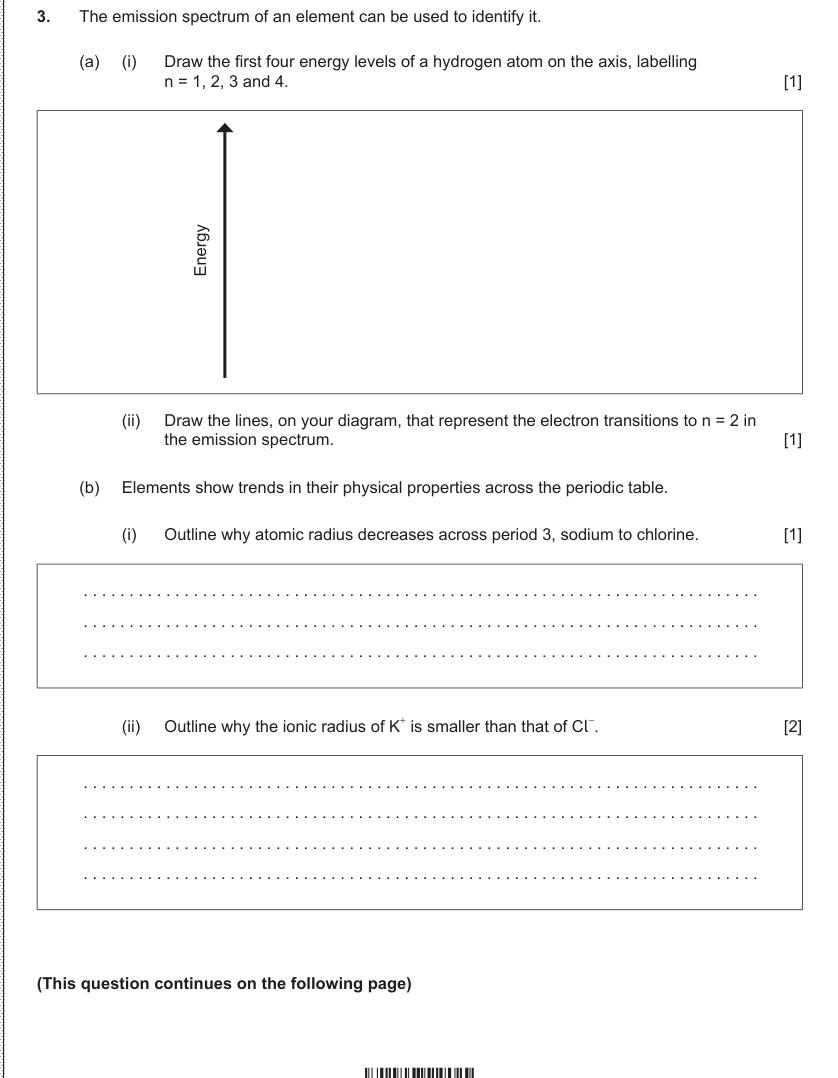 3. The emission spectrum of an element can be used to identify it.
(a) (i) Draw the first four energy levels of a hydrogen atom on the axis, labelling
n = 1, 2, 3 and 4. [1]
Energy
(ii) Draw the lines, on your diagram, that represent the electron transitions to n = 2 in
the emission spectrum. [1]
(b) Elements show trends in their physical properties across the periodic table.
(i) Outline why atomic radius decreases across period 3, sodium to chlorine. [1]
(ii) Outline why the ionic radius of K⁺ is smaller than that of Cl⁻. [2]
(This question continues on the following page)